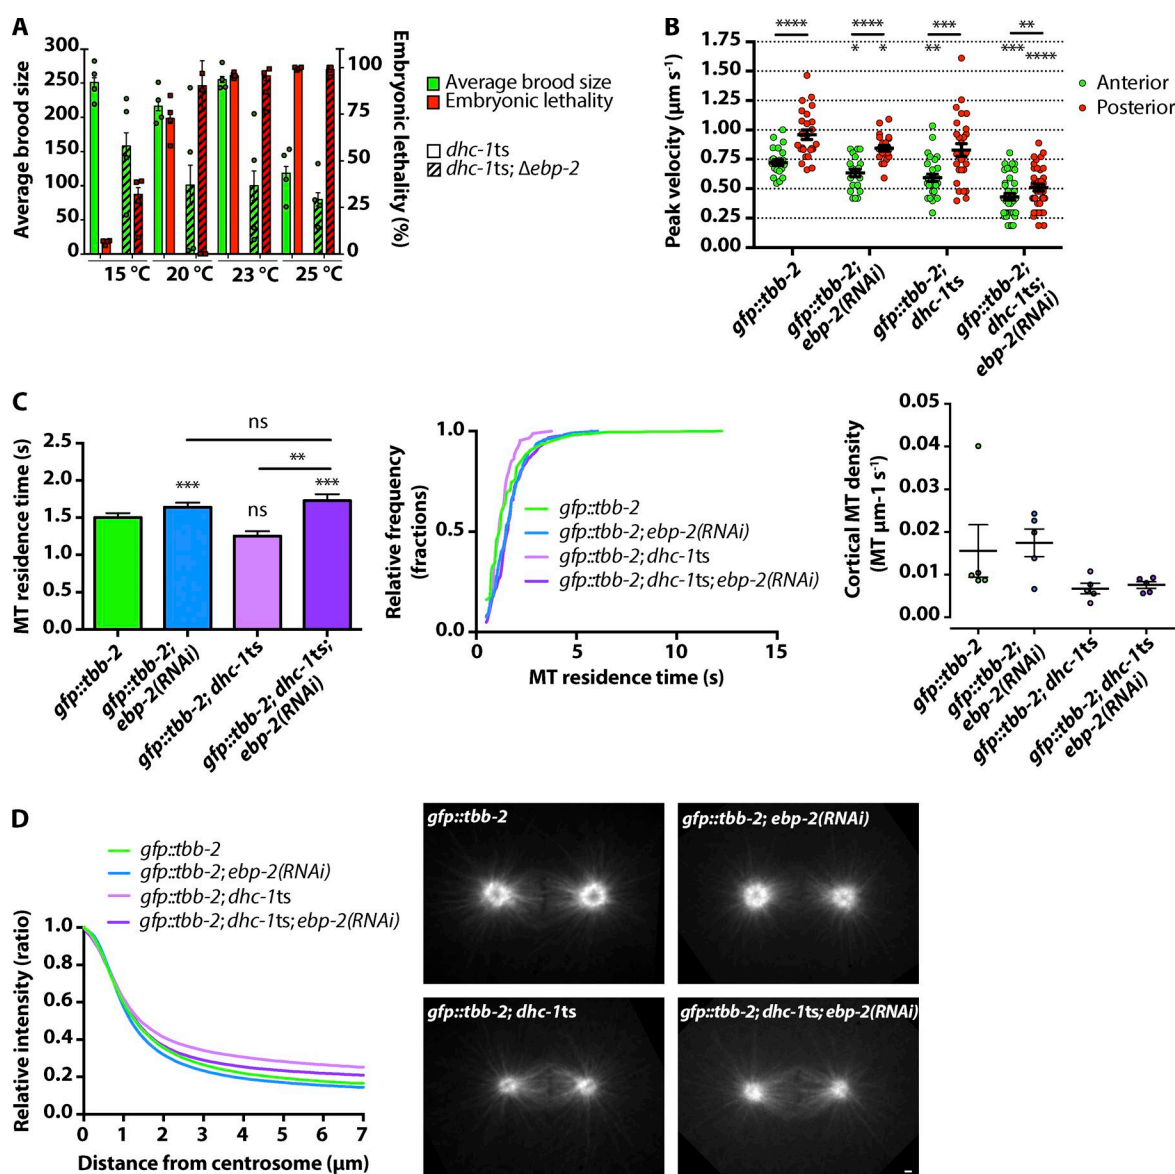 A
Average brood size
300
250
200
150
100
50
0
15 °C
20 °C
23 °C
25 °C
100
75
50
25
0
Embryonic lethality (%)
Average brood size
Embryonic lethality
dhc-1ts
dhc-1ts; Δebp-2
B
Peak velocity (µm s⁻¹)
1.75
1.50
1.25
1.00
0.75
0.50
0.25
0.00
****
****
***
**
*
*
**
***
****
Anterior
Posterior
gfp::tbb-2
gfp::tbb-2;
ebp-2(RNAi)
gfp::tbb-2;
dhc-1ts
gfp::tbb-2;
dhc-1ts;
ebp-2(RNAi)
C
MT residence time (s)
2.5
2.0
1.5
1.0
0.5
0.0
ns
**
***
ns
***
gfp::tbb-2
gfp::tbb-2;
ebp-2(RNAi)
gfp::tbb-2; dhc-1ts
gfp::tbb-2; dhc-1ts;
ebp-2(RNAi)
Relative frequency
(fractions)
1.0
0.5
0.0
0
5
10
15
MT residence time (s)
gfp::tbb-2
gfp::tbb-2; ebp-2(RNAi)
gfp::tbb-2; dhc-1ts
gfp::tbb-2; dhc-1ts; ebp-2(RNAi)
Cortical MT density
(MT µm-1 s⁻¹)
0.05
0.04
0.03
0.02
0.01
0.00
gfp::tbb-2
gfp::tbb-2;
ebp-2(RNAi)
gfp::tbb-2; dhc-1ts
gfp::tbb-2; dhc-1ts
ebp-2(RNAi)
D
gfp::tbb-2
gfp::tbb-2; ebp-2(RNAi)
gfp::tbb-2; dhc-1ts
gfp::tbb-2; dhc-1ts; ebp-2(RNAi)
Relative intensity (ratio)
1.0
0.8
0.6
0.4
0.2
0.0
0
1
2
3
4
5
6
7
Distance from centrosome (µm)
gfp::tbb-2
gfp::tbb-2; ebp-2(RNAi)
gfp::tbb-2; dhc-1ts
gfp::tbb-2; dhc-1ts; ebp-2(RNAi)